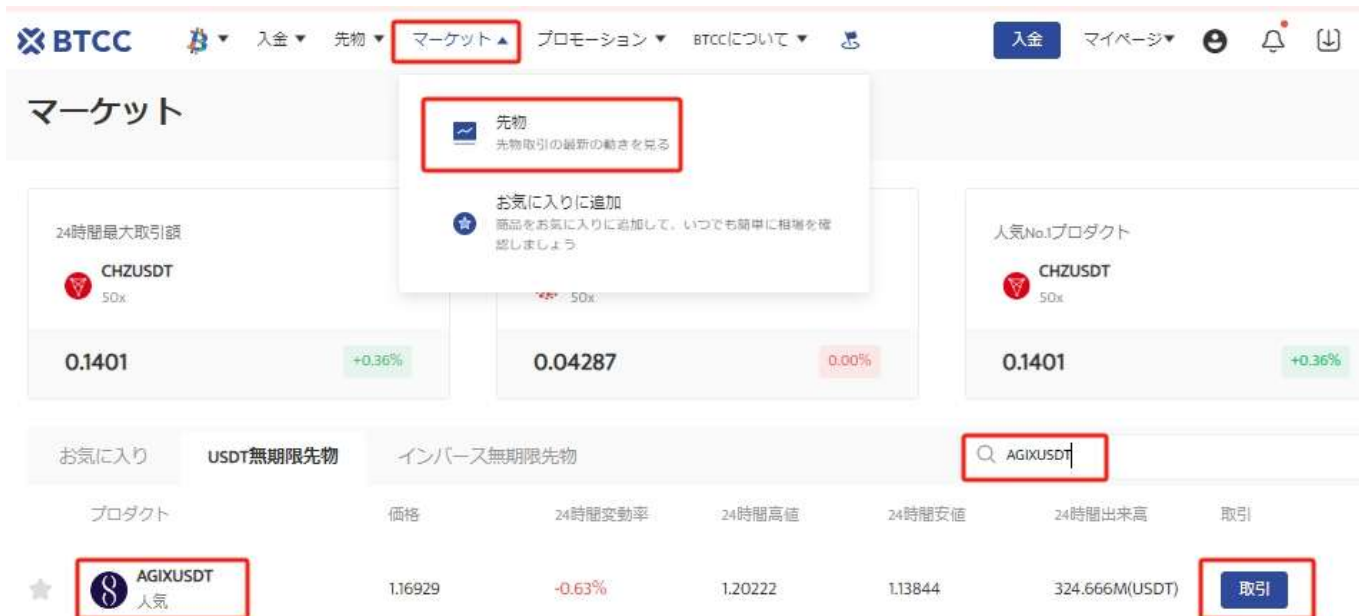 BTCC
入金 先物 マーケット プロモーション BTCCについて 入金 マイページ
マーケット
先物
先物取引の最新の動きを見る
お気に入りに追加
商品をお気に入りに追加して、いつでも簡単に相場を確
認しましょう
24時間最大取引額
CHZUSDT
50x
0.1401 +0.36%
50x
0.04287 0.00%
人気No.1プロダクト
CHZUSDT
50x
0.1401 +0.36%
お気に入り USDT無期限先物 インバース無期限先物 AGIXUSDT
プロダクト 価格 24時間変動率 24時間高値 24時間安値 24時間出来高 取引
AGIXUSDT
人気
1.16929 -0.63% 1.20222 1.13844 324.666M(USDT) 取引